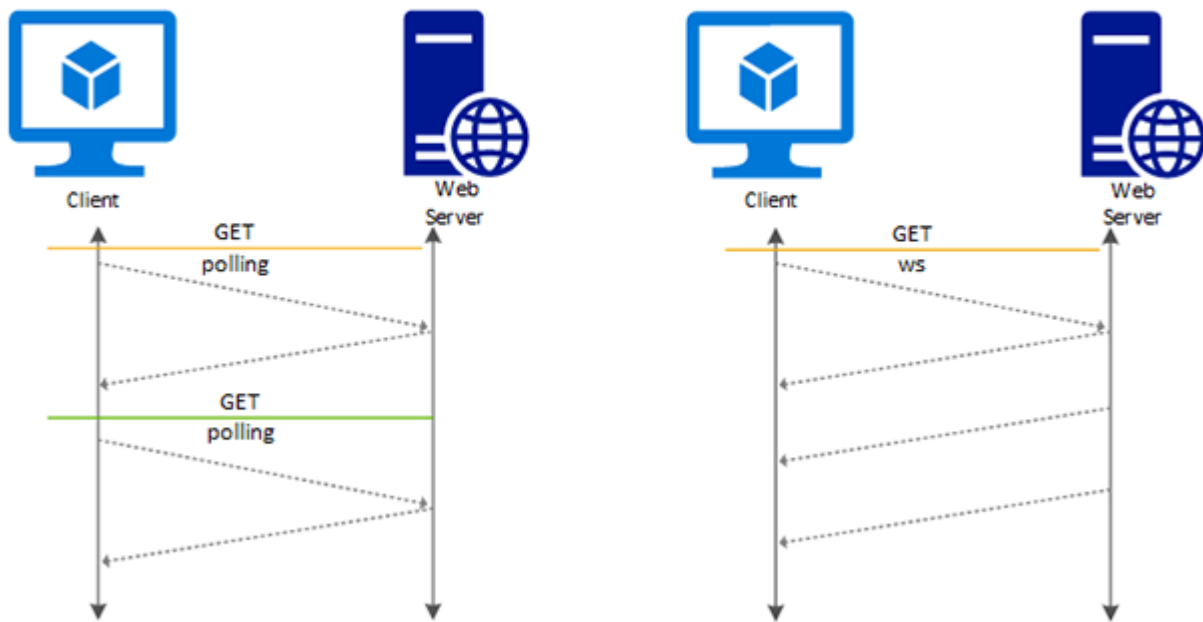 Client
Web
Server
GET
polling
GET
polling
Client
Web
Server
GET
ws